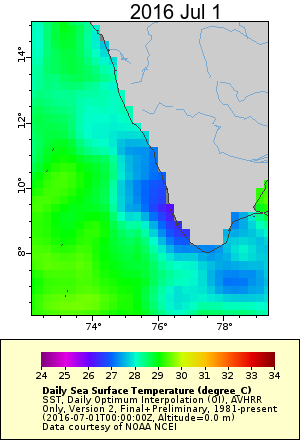 2016 Jul 1
14°
12°
10°
8°
74°
76°
78°
24 25 26 27 28 29 30 31 32 33 34
Daily Sea Surface Temperature (degree_C)
SST, Daily Optimum Interpolation (OI), AVHRR
Only, Version 2, Final+Preliminary, 1981-present
(2016-07-01T00:00:00Z, Altitude=0.0 m)
Data courtesy of NOAA NCEI